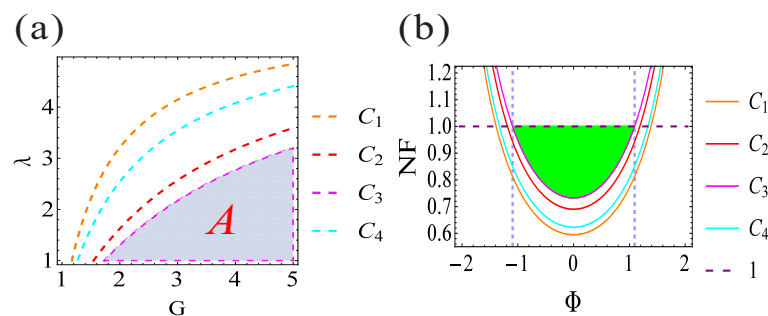 (a)
λ
4
3
2
1
1 2 3 4 5
G
A
C1
C4
C2
C3
C4
(b)
NF
1.2
1.1
1.0
0.9
0.8
0.7
0.6
-2 -1 0 1 2
Φ
C1
C2
C3
C4
1